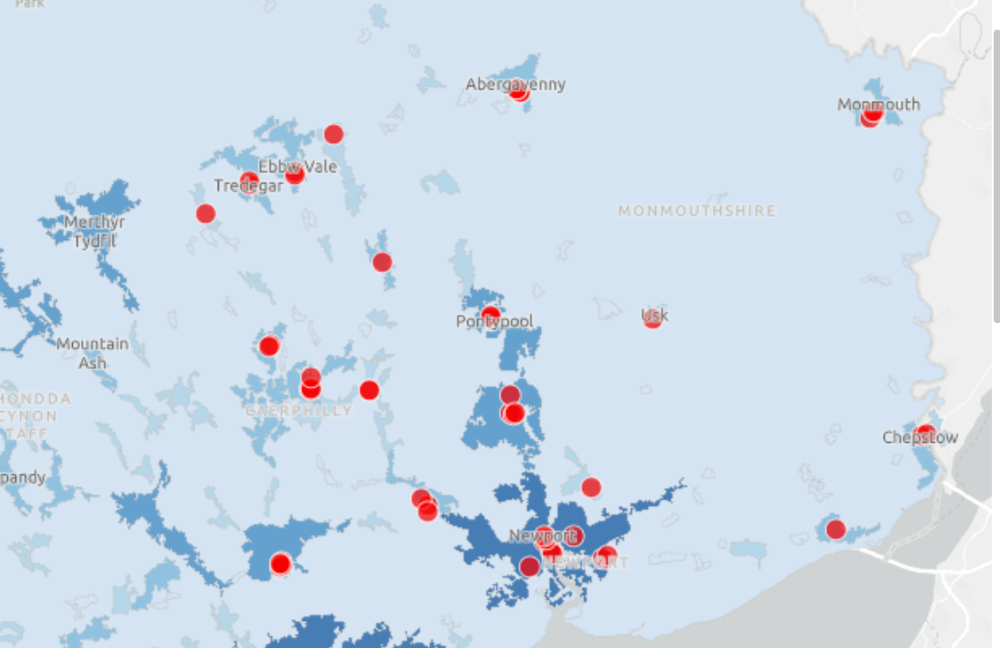 Park
Abergavenny
Monmouth
Ebbw Vale
Tredegar
MONMOUTHSHIRE
Merthyr
Tydfil
Pontypool
Usk
Mountain
Ash
HONDDA
CYNON
TAFF
CAERPHILLY
Chepstow
pandy
Newport
NEWPORT